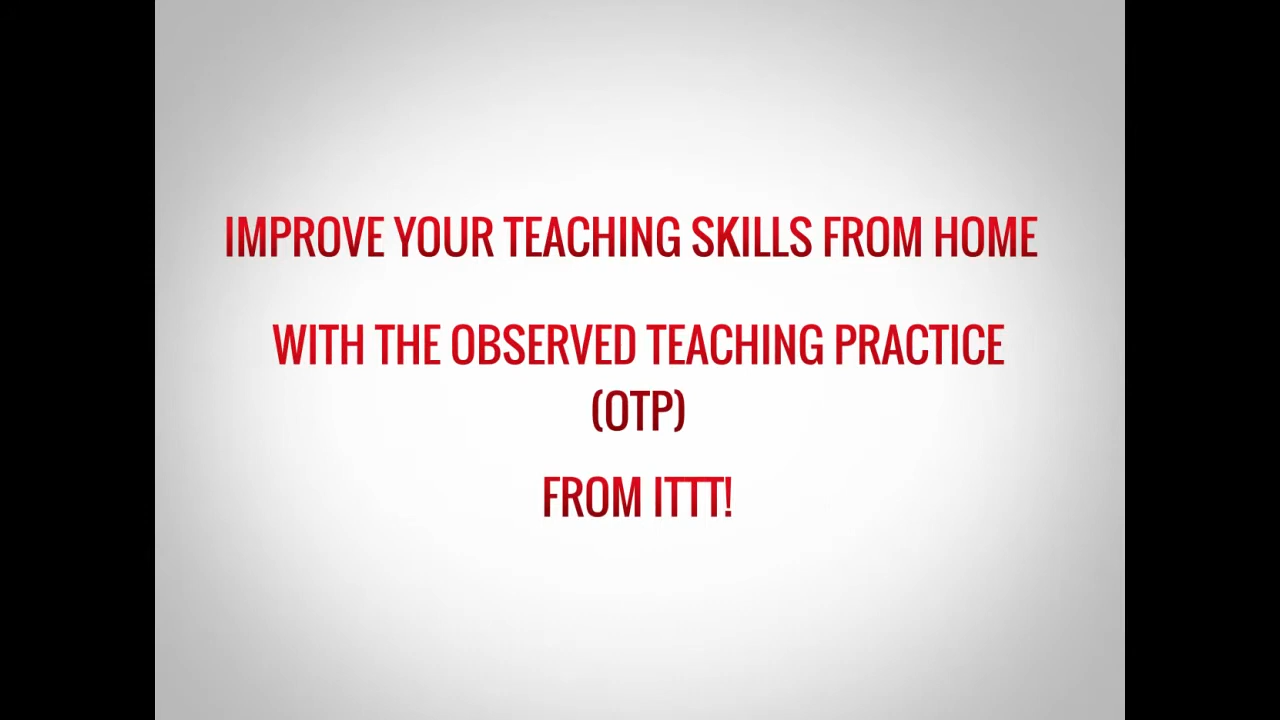 IMPROVE YOUR TEACHING SKILLS FROM HOME
WITH THE OBSERVED TEACHING PRACTICE
(OTP)
FROM ITTT!